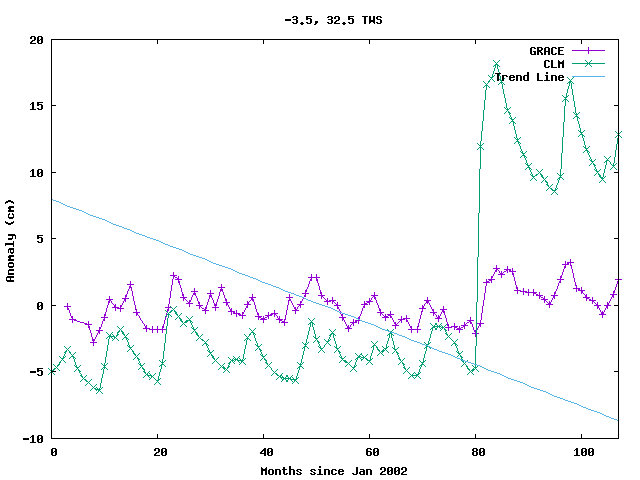 -3.5, 32.5 TWS
GRACE
CLM
Trend Line
20
15
10
5
0
-5
-10
Anomaly (cm)
0 20 40 60 80 100
Months since Jan 2002